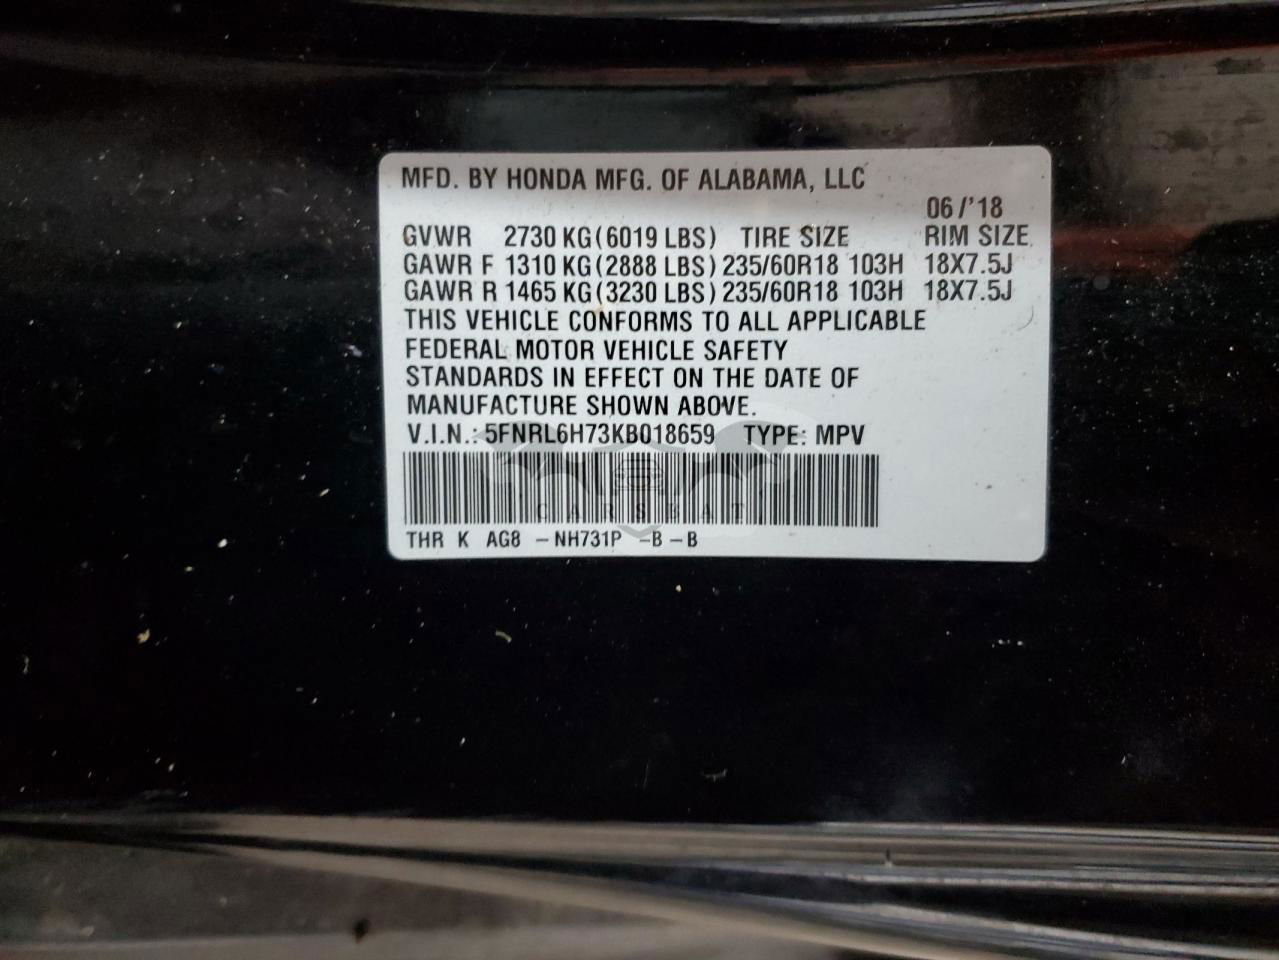 MFD. BY HONDA MFG. OF ALABAMA, LLC
06/'18
GVWR 2730 KG(6019 LBS) TIRE SIZE RIM SIZE
GAWR F 1310 KG(2888 LBS) 235/60R18 103H 18X7.5J
GAWR R 1465 KG(3230 LBS) 235/60R18 103H 18X7.5J
THIS VEHICLE CONFORMS TO ALL APPLICABLE
FEDERAL MOTOR VEHICLE SAFETY
STANDARDS IN EFFECT ON THE DATE OF
MANUFACTURE SHOWN ABOVE.
V.I.N.: 5FNRL6H73KB018659 TYPE: MPV
CARSBAT
THR K AG8 -NH731P -B-B